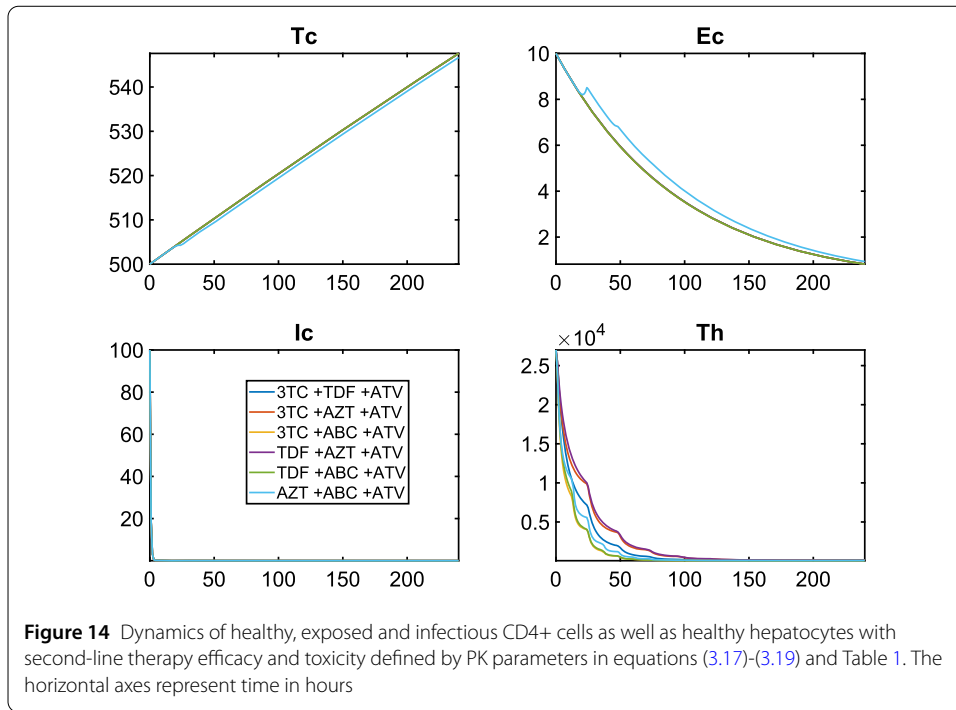 Tc
540
530
520
510
500
0 50 100 150 200
Ec
10
8
6
4
2
0 50 100 150 200
Ic
100
80
60
40
20
0 50 100 150 200
3TC +TDF +ATV
3TC +AZT +ATV
3TC +ABC +ATV
TDF +AZT +ATV
TDF +ABC +ATV
AZT +ABC +ATV
Th
×10⁴
2.5
2
1.5
1
0.5
0 50 100 150 200
Figure 14 Dynamics of healthy, exposed and infectious CD4+ cells as well as healthy hepatocytes with
second-line therapy efficacy and toxicity defined by PK parameters in equations (3.17)-(3.19) and Table 1. The
horizontal axes represent time in hours